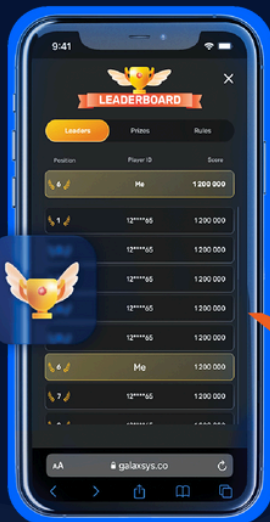 9:41
LEADERBOARD
Leaders Prizes Rules
Position Player ID Score
6 Me 1 200 000
1 12****65 1 200 000
12****65 1 200 000
12****65 1 200 000
12****65 1 200 000
12****65 1 200 000
6 Me 1 200 000
7 12****65 1 200 000
AA galaxsys.co